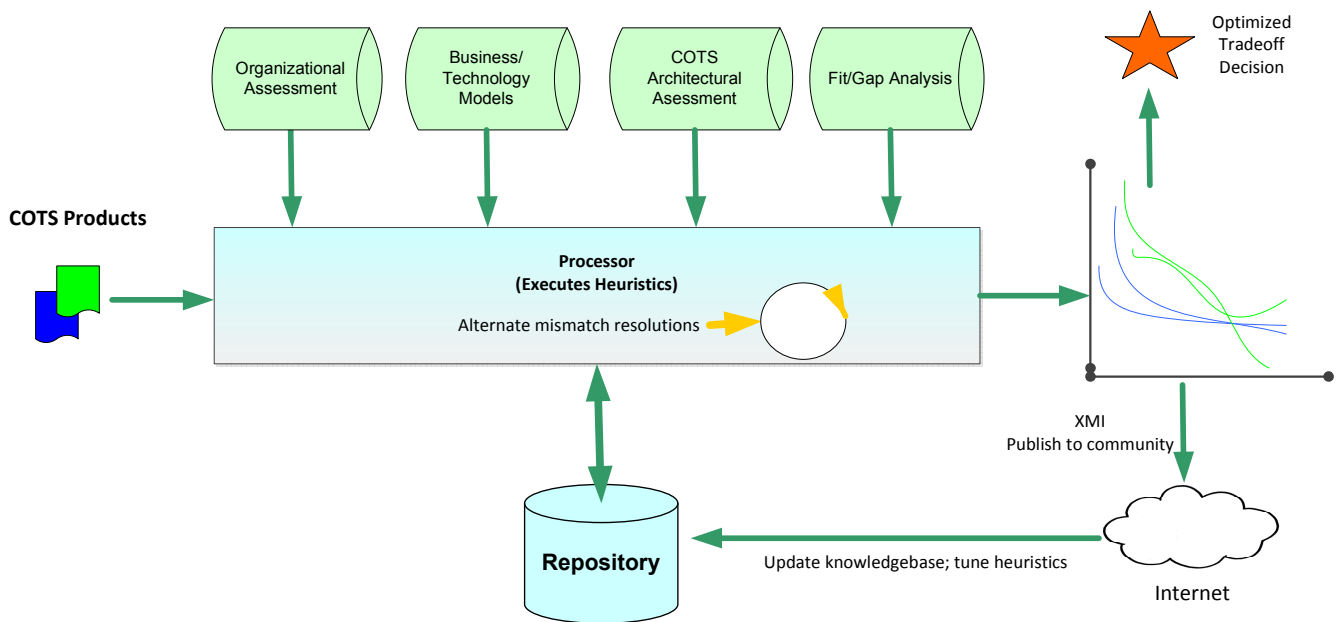 Organizational
Assessment
Business/
Technology
Models
COTS
Architectural
Asessment
Fit/Gap Analysis
Optimized
Tradeoff
Decision
COTS Products
Processor
(Executes Heuristics)
Alternate mismatch resolutions
XMI
Publish to community
Repository
Update knowledgebase; tune heuristics
Internet